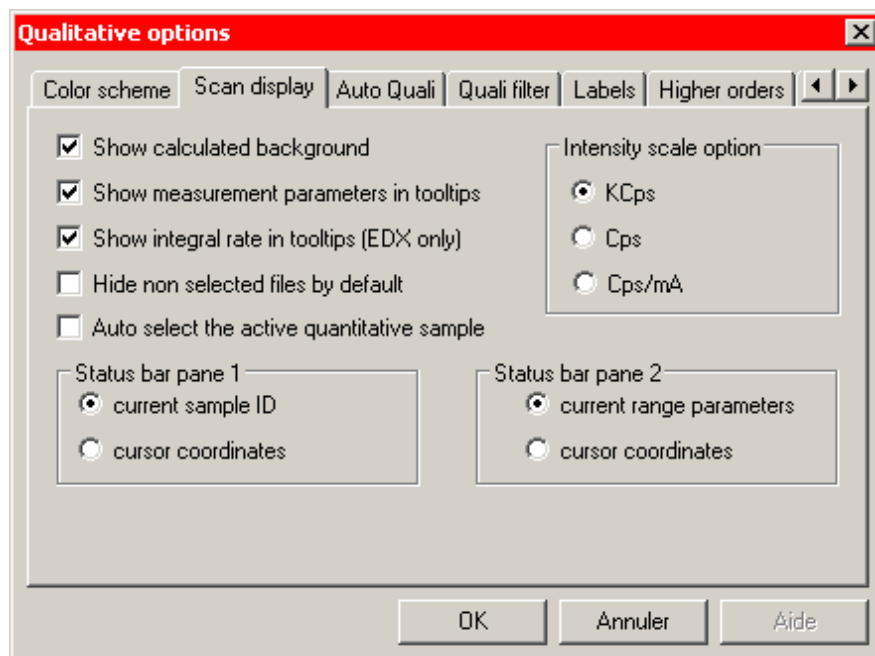 Qualitative options
Color scheme Scan display Auto Quali Quali filter Labels Higher orders
Show calculated background
Show measurement parameters in tooltips
Show integral rate in tooltips (EDX only)
Hide non selected files by default
Auto select the active quantitative sample
Intensity scale option
KCps
Cps
Cps/mA
Status bar pane 1
current sample ID
cursor coordinates
Status bar pane 2
current range parameters
cursor coordinates
OK Annuler Aide